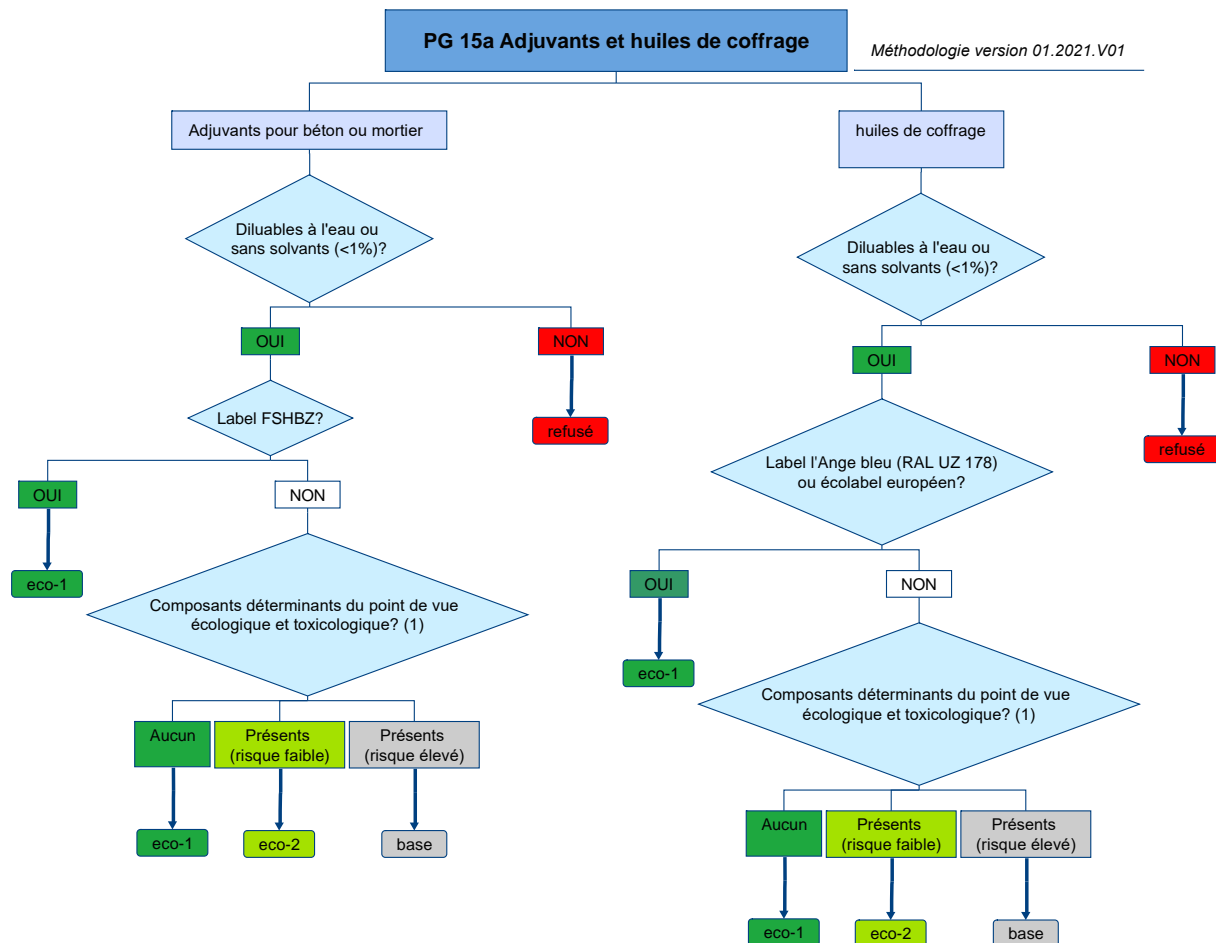 PG 15a Adjuvants et huiles de coffrage
Méthodologie version 01.2021.V01
Adjuvants pour béton ou mortier
huiles de coffrage
Diluables à l'eau ou
sans solvants (<1%)?
Diluables à l'eau ou
sans solvants (<1%)?
OUI
NON
OUI
NON
Label FSHBZ?
refusé
refusé
Label l'Ange bleu (RAL UZ 178)
ou écolabel européen?
OUI
NON
eco-1
OUI
NON
Composants déterminants du point de vue
écologique et toxicologique? (1)
eco-1
Composants déterminants du point de vue
écologique et toxicologique? (1)
Aucun
Présents
(risque faible)
Présents
(risque élevé)
eco-1
eco-2
base
Aucun
Présents
(risque faible)
Présents
(risque élevé)
eco-1
eco-2
base